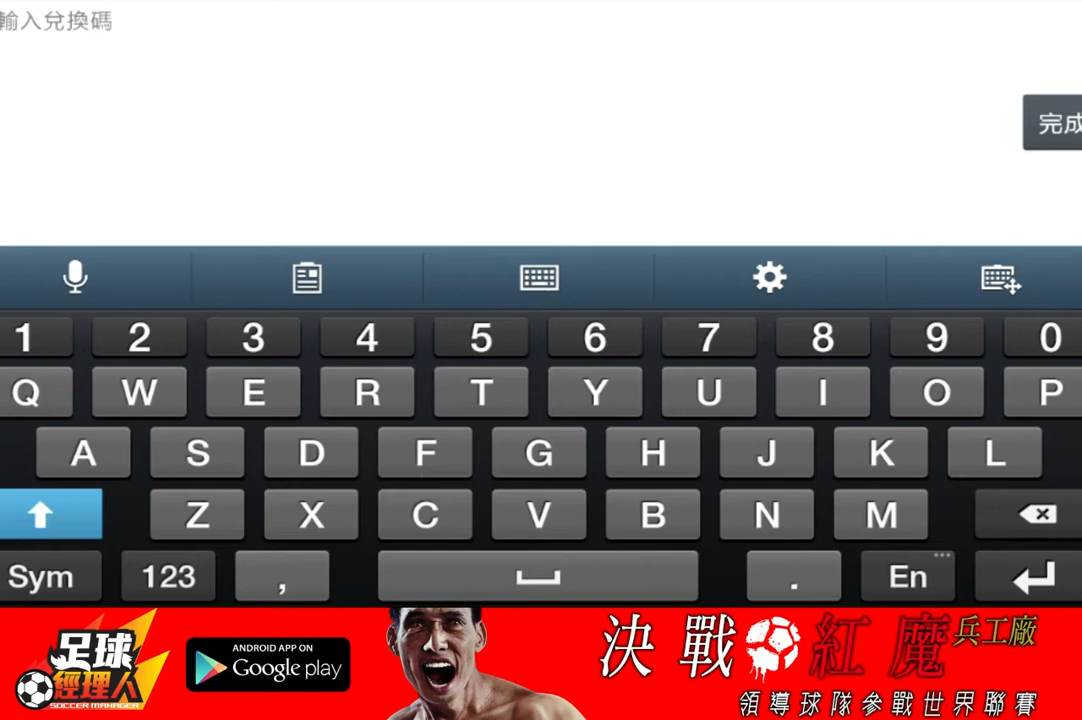 輸入兌換碼
完成
1 2 3 4 5 6 7 8 9 0
Q W E R T Y U I O P
A S D F G H J K L
Z X C V B N M
Sym 123 , . En
足球
經理人
SOCCER MANAGER
ANDROID APP ON
Google play
決戰 紅魔 兵工廠
領導球隊參戰世界聯賽